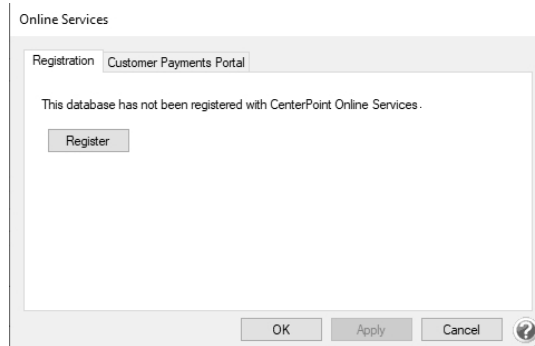 Online Services
Registration Customer Payments Portal
This database has not been registered with CenterPoint Online Services.
Register
OK Apply Cancel ?